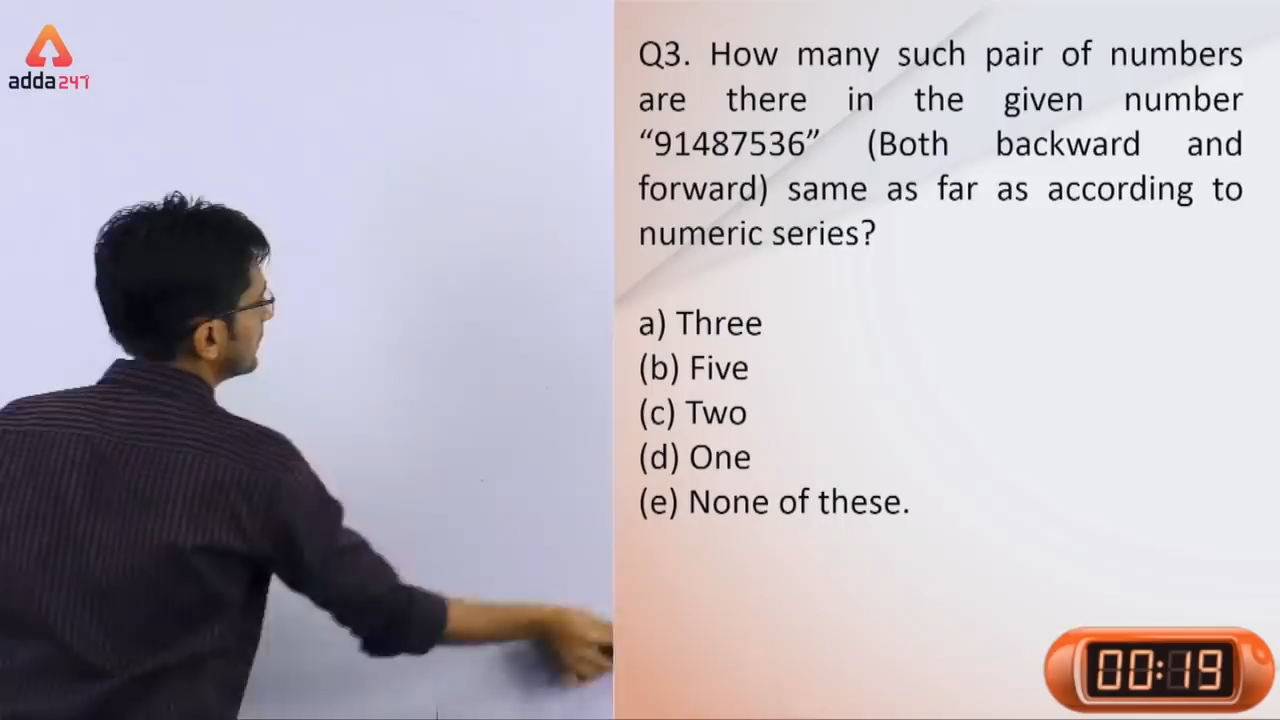 adda247
Q3. How many such pair of numbers
are there in the given number
“91487536” (Both backward and
forward) same as far as according to
numeric series?
a) Three
(b) Five
(c) Two
(d) One
(e) None of these.
00:19